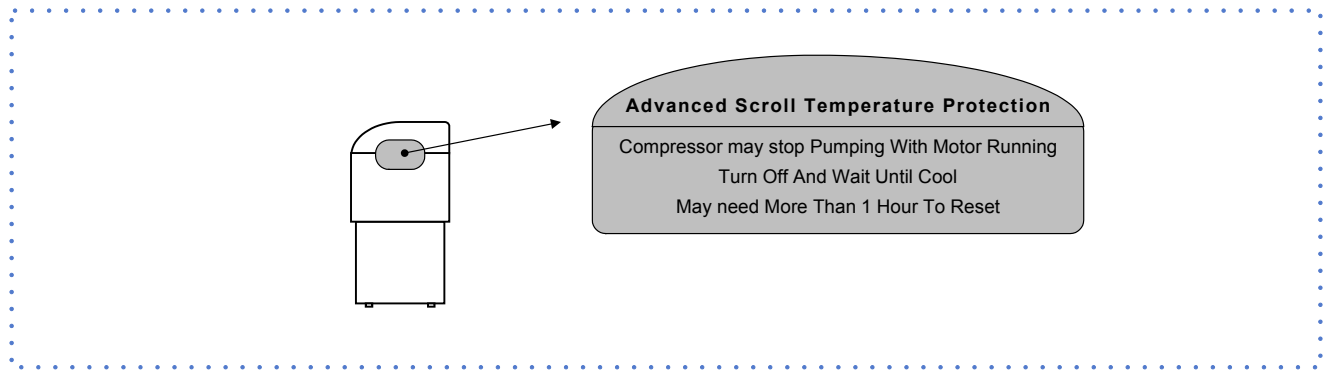 Advanced Scroll Temperature Protection
Compressor may stop Pumping With Motor Running
Turn Off And Wait Until Cool
May need More Than 1 Hour To Reset